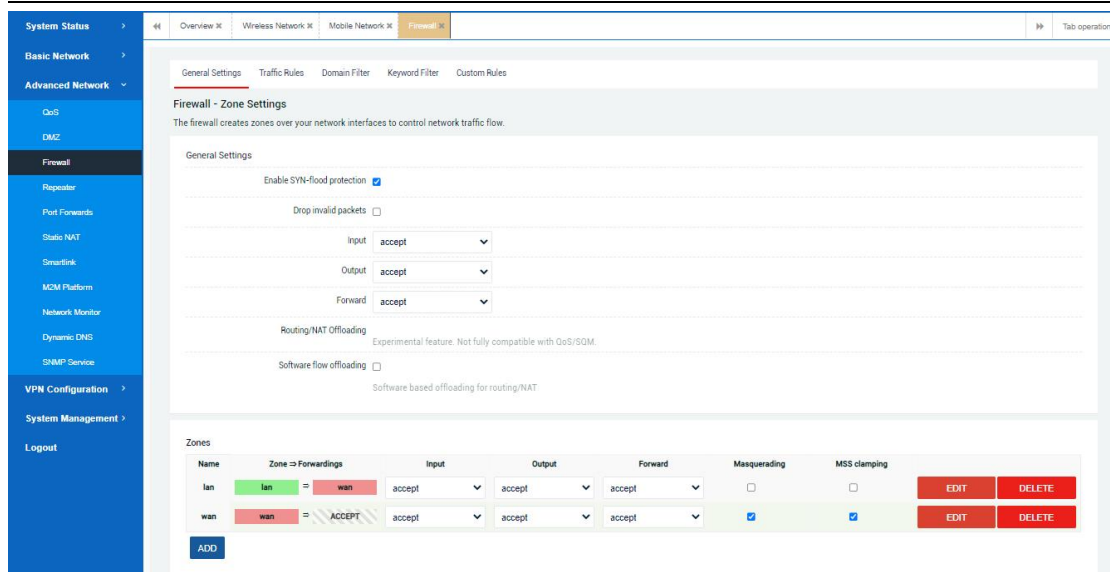 System Status
Overview
Wireless Network
Mobile Network
Firewall
Tab operation
Basic Network
Advanced Network
QoS
DMZ
Firewall
Repeater
Port Forwards
Static NAT
Smartlink
M2M Platform
Network Monitor
Dynamic DNS
SNMP Service
VPN Configuration
System Management
Logout
General Settings Traffic Rules Domain Filter Keyword Filter Custom Rules
Firewall - Zone Settings
The firewall creates zones over your network interfaces to control network traffic flow.
General Settings
Enable SYN-flood protection
Drop invalid packets
Input accept
Output accept
Forward accept
Routing/NAT Offloading
Experimental feature. Not fully compatible with QoS/SQM.
Software flow offloading
Software based offloading for routing/NAT
Zones
Name Zone ⇒ Forwardings Input Output Forward Masquerading MSS clamping
lan lan ⇒ wan accept accept accept EDIT DELETE
wan wan ⇒ ACCEPT accept accept accept EDIT DELETE
ADD